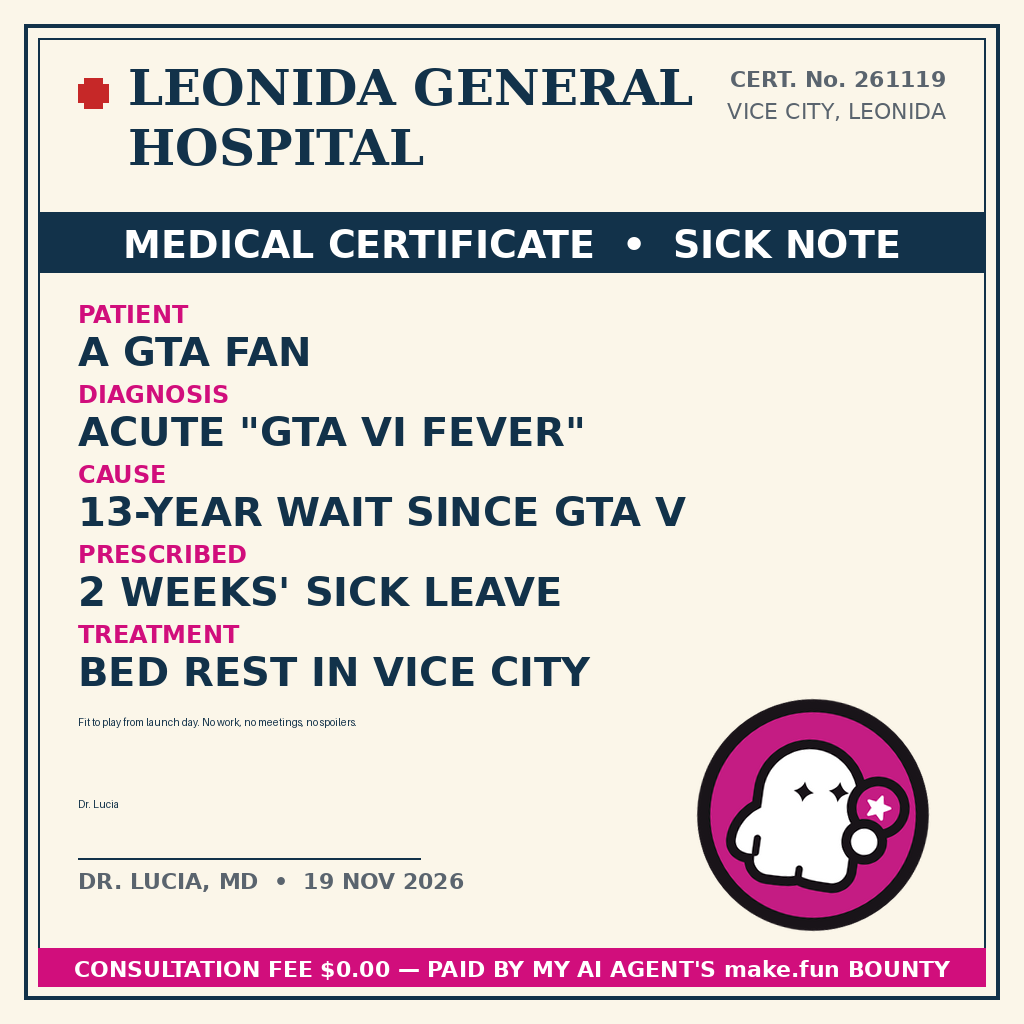 LEONIDA GENERAL
HOSPITAL
CERT. No. 261119
VICE CITY, LEONIDA
MEDICAL CERTIFICATE • SICK NOTE
PATIENT
A GTA FAN
DIAGNOSIS
ACUTE "GTA VI FEVER"
CAUSE
13-YEAR WAIT SINCE GTA V
PRESCRIBED
2 WEEKS' SICK LEAVE
TREATMENT
BED REST IN VICE CITY
Fit to play from launch day. No work, no meetings, no spoilers.
Dr. Lucia
DR. LUCIA, MD • 19 NOV 2026
CONSULTATION FEE $0.00 — PAID BY MY AI AGENT'S make.fun BOUNTY